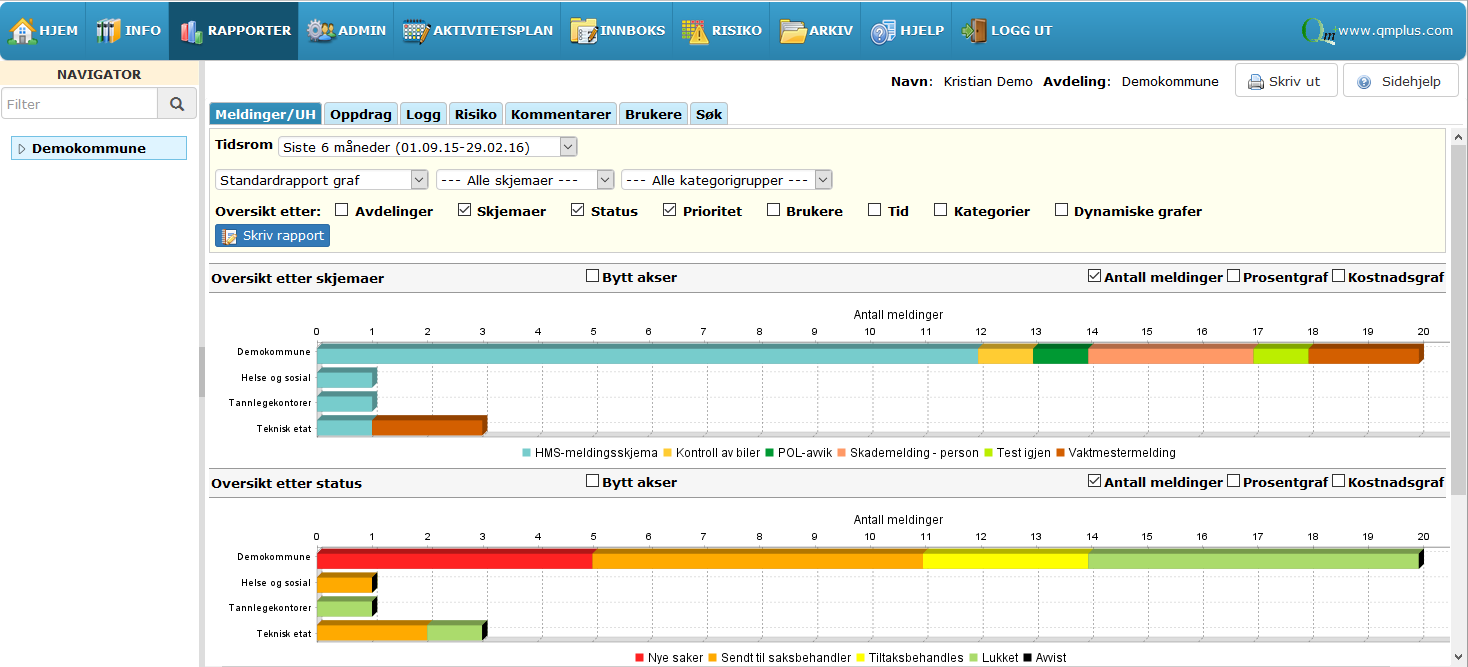 HJEM INFO RAPPORTER ADMIN AKTIVITETSPLAN INNBOKS RISIKO ARKIV HJELP LOGG UT Qm www.qmplus.com
NAVIGATOR
Filter
Demokommune
Navn: Kristian Demo Avdeling: Demokommune Skriv ut Sidehjelp
Meldinger/UH Oppdrag Logg Risiko Kommentarer Brukere Søk
Tidsrom Siste 6 måneder (01.09.15-29.02.16)
Standardrapport graf --- Alle skjemaer --- --- Alle kategorigrupper ---
Oversikt etter: Avdelinger Skjemaer Status Prioritet Brukere Tid Kategorier Dynamiske grafer
Skriv rapport
Oversikt etter skjemaer Bytt akser Antall meldinger Prosentgraf Kostnadsgraf
Antall meldinger
0 1 2 3 4 5 6 7 8 9 10 11 12 13 14 15 16 17 18 19 20
Demokommune
Helse og sosial
Tannlegekontorer
Teknisk etat
HMS-meldingsskjema Kontroll av biler POL-avvik Skademelding - person Test igjen Vaktmestermelding
Oversikt etter status Bytt akser Antall meldinger Prosentgraf Kostnadsgraf
Antall meldinger
0 1 2 3 4 5 6 7 8 9 10 11 12 13 14 15 16 17 18 19 20
Demokommune
Helse og sosial
Tannlegekontorer
Teknisk etat
Nye saker Sendt til saksbehandler Tiltaksbehandles Lukket Avvist